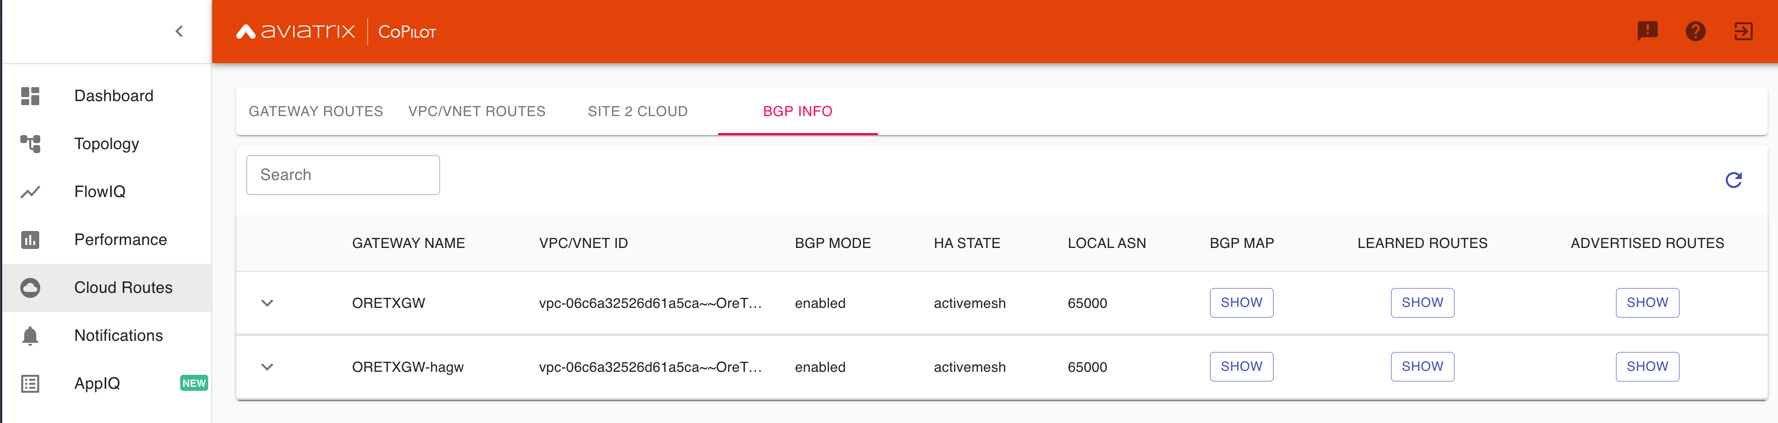 aviatrix CoPilot
Dashboard
Topology
FlowIQ
Performance
Cloud Routes
Notifications
AppIQ NEW
GATEWAY ROUTES VPC/VNET ROUTES SITE 2 CLOUD BGP INFO
Search
GATEWAY NAME VPC/VNET ID BGP MODE HA STATE LOCAL ASN BGP MAP LEARNED ROUTES ADVERTISED ROUTES
ORETXGW vpc-06c6a32526d61a5ca~~OreT... enabled activemesh 65000 SHOW SHOW SHOW
ORETXGW-hagw vpc-06c6a32526d61a5ca~~OreT... enabled activemesh 65000 SHOW SHOW SHOW